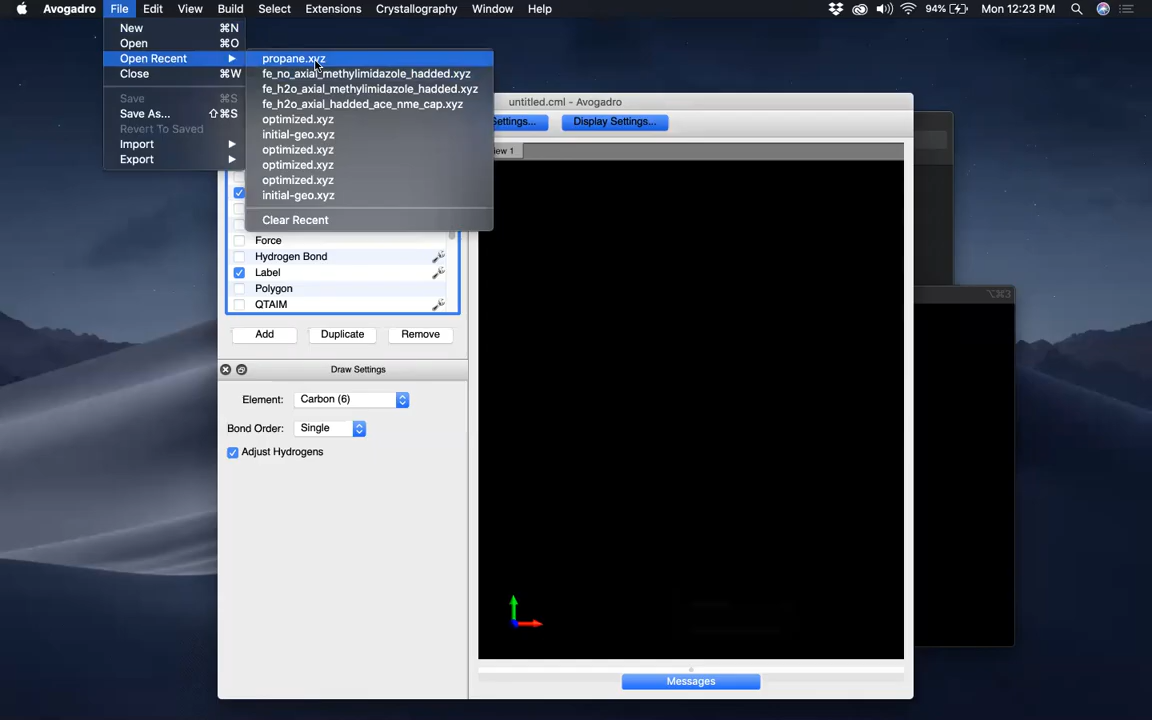 Avogadro File Edit View Build Select Extensions Crystallography Window Help 94% Mon 12:23 PM
New ⌘N
Open ⌘O
Open Recent ▶
Close ⌘W
Save ⌘S
Save As... ⇧⌘S
Revert To Saved
Import ▶
Export ▶
propane.xyz
fe_no_axial_methylimidazole_hadded.xyz
fe_h2o_axial_methylimidazole_hadded.xyz
fe_h2o_axial_hadded_ace_nme_cap.xyz
optimized.xyz
initial-geo.xyz
optimized.xyz
optimized.xyz
optimized.xyz
initial-geo.xyz
Clear Recent
untitled.cml - Avogadro
Settings... Display Settings...
ew 1
Force
Hydrogen Bond
Label
Polygon
QTAIM
Add Duplicate Remove
Draw Settings
Element: Carbon (6)
Bond Order: Single
Adjust Hydrogens
Messages
⌥⌘3